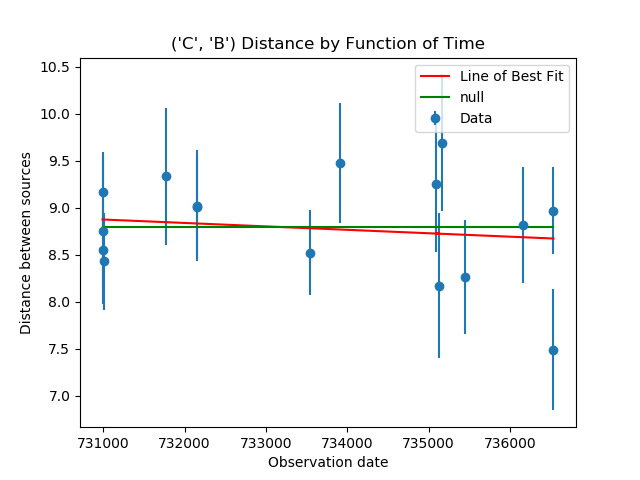 ('C', 'B') Distance by Function of Time
Line of Best Fit
null
Data
10.5
10.0
9.5
9.0
8.5
8.0
7.5
7.0
Distance between sources
731000 732000 733000 734000 735000 736000
Observation date